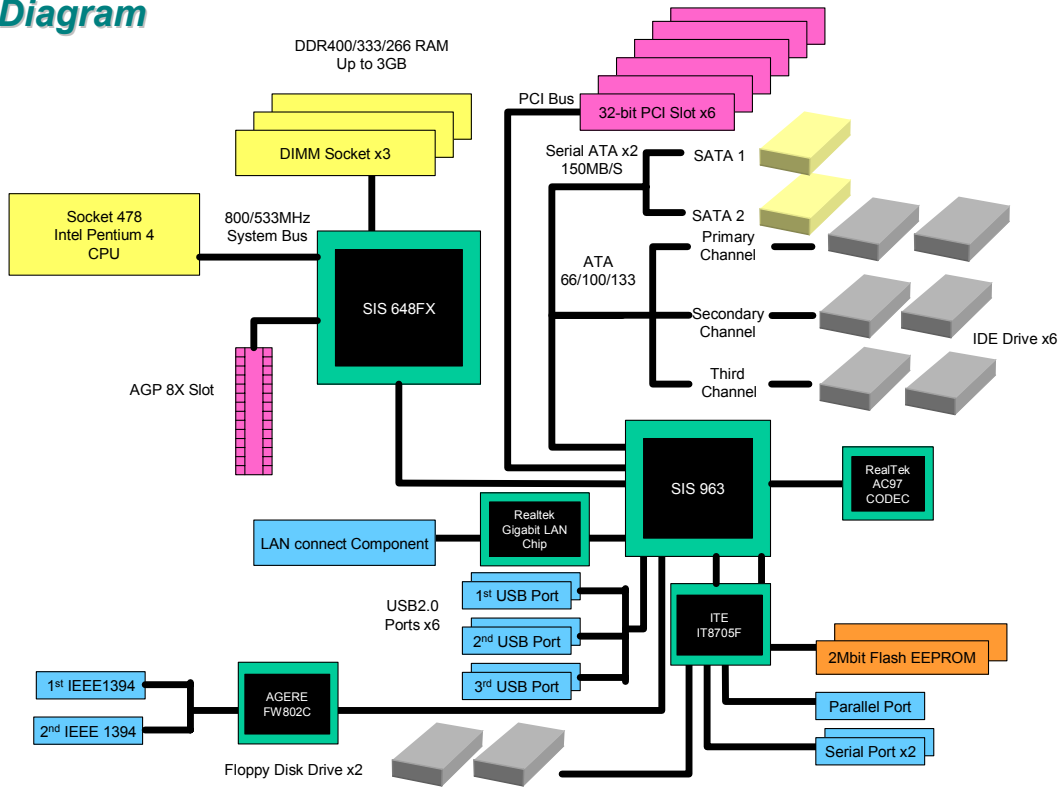 Diagram
DDR400/333/266 RAM
Up to 3GB
PCI Bus
32-bit PCI Slot x6
DIMM Socket x3
Serial ATA x2
150MB/S
SATA 1
SATA 2
Socket 478
Intel Pentium 4
CPU
800/533MHz
System Bus
Primary
Channel
ATA
66/100/133
SIS 648FX
Secondary
Channel
IDE Drive x6
AGP 8X Slot
Third
Channel
SIS 963
RealTek
AC97
CODEC
Realtek
Gigabit LAN
Chip
LAN connect Component
USB2.0
Ports x6
1st USB Port
2nd USB Port
3rd USB Port
ITE
IT8705F
2Mbit Flash EEPROM
1st IEEE1394
2nd IEEE 1394
AGERE
FW802C
Parallel Port
Serial Port x2
Floppy Disk Drive x2